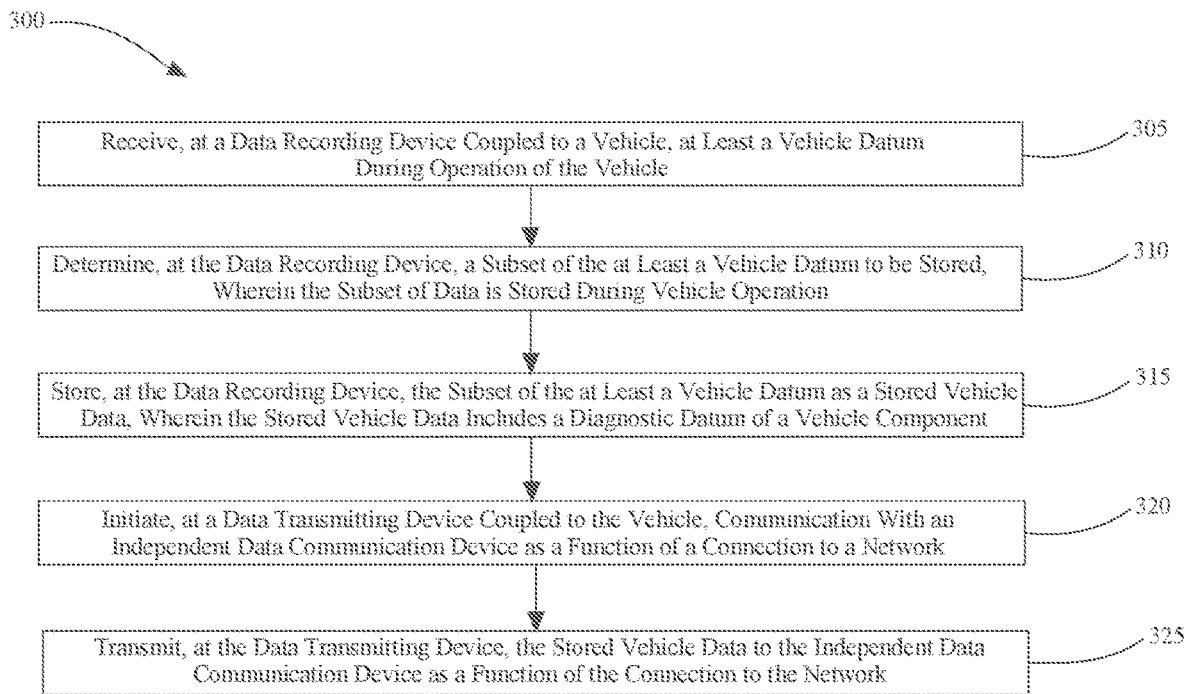 300
Receive, at a Data Recording Device Coupled to a Vehicle, at Least a Vehicle Datum
During Operation of the Vehicle
305
Determine, at the Data Recording Device, a Subset of the at Least a Vehicle Datum to be Stored,
Wherein the Subset of Data is Stored During Vehicle Operation
310
Store, at the Data Recording Device, the Subset of the at Least a Vehicle Datum as a Stored Vehicle
Data, Wherein the Stored Vehicle Data Includes a Diagnostic Datum of a Vehicle Component
315
Initiate, at a Data Transmitting Device Coupled to the Vehicle, Communication With an
Independent Data Communication Device as a Function of a Connection to a Network
320
Transmit, at the Data Transmitting Device, the Stored Vehicle Data to the Independent Data
Communication Device as a Function of the Connection to the Network
325